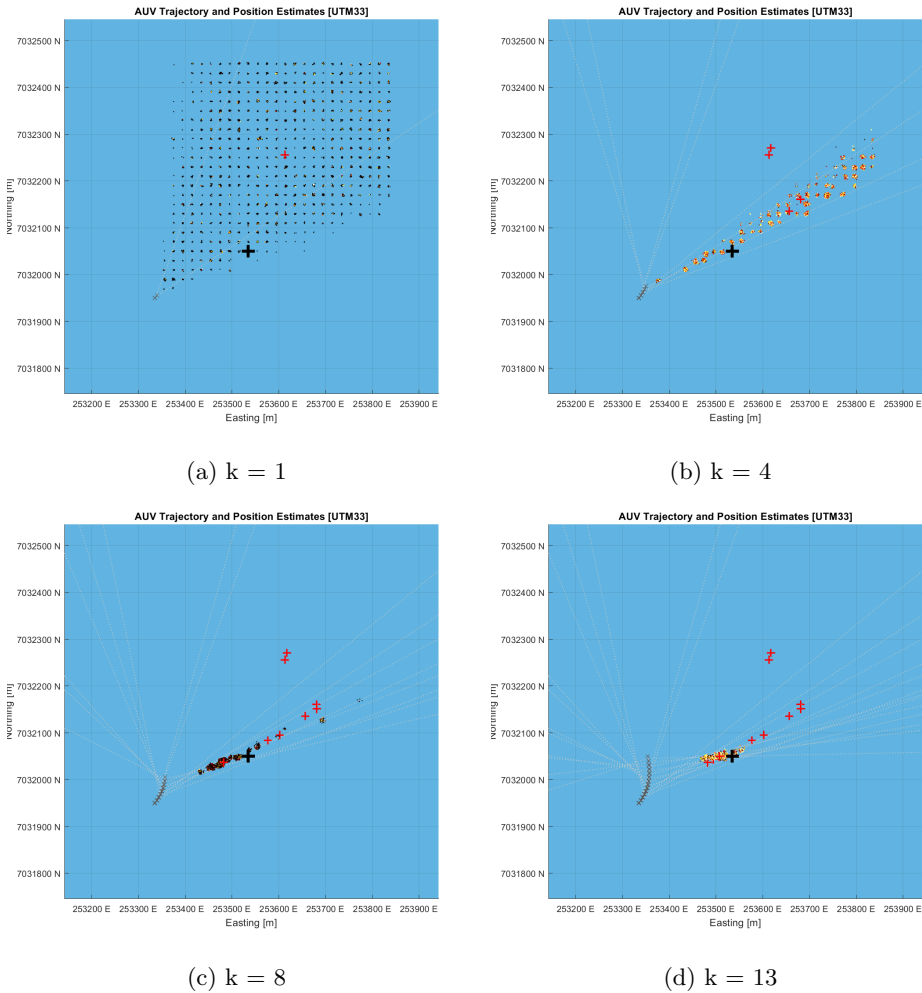 AUV Trajectory and Position Estimates [UTM33]
7032500 N
7032400 N
7032300 N
7032200 N
7032100 N
7032000 N
7031900 N
7031800 N
Northing [m]
253200 E 253300 E 253400 E 253500 E 253600 E 253700 E 253800 E 253900 E
Easting [m]
(a) k = 1
AUV Trajectory and Position Estimates [UTM33]
7032500 N
7032400 N
7032300 N
7032200 N
7032100 N
7032000 N
7031900 N
7031800 N
Northing [m]
253200 E 253300 E 253400 E 253500 E 253600 E 253700 E 253800 E 253900 E
Easting [m]
(b) k = 4
AUV Trajectory and Position Estimates [UTM33]
7032500 N
7032400 N
7032300 N
7032200 N
7032100 N
7032000 N
7031900 N
7031800 N
Northing [m]
253200 E 253300 E 253400 E 253500 E 253600 E 253700 E 253800 E 253900 E
Easting [m]
(c) k = 8
AUV Trajectory and Position Estimates [UTM33]
7032500 N
7032400 N
7032300 N
7032200 N
7032100 N
7032000 N
7031900 N
7031800 N
Northing [m]
253200 E 253300 E 253400 E 253500 E 253600 E 253700 E 253800 E 253900 E
Easting [m]
(d) k = 13